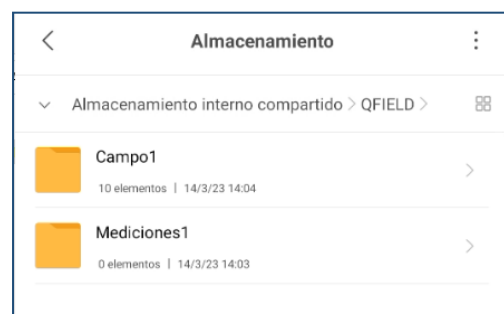 Almacenamiento
Almacenamiento interno compartido > QFIELD >
Campo1
10 elementos | 14/3/23 14:04
Mediciones1
0 elementos | 14/3/23 14:03